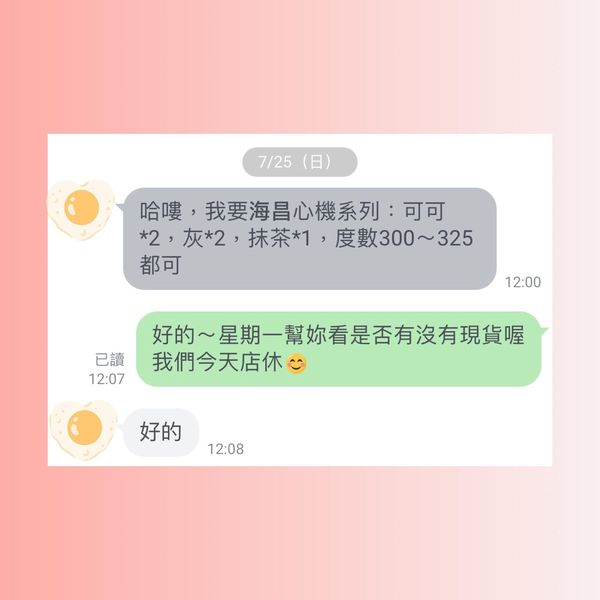 7/25（日）
哈嘍，我要海昌心機系列：可可
*2，灰*2，抹茶*1，度數300～325
都可
12:00
好的～星期一幫妳看是否有沒有現貨喔
我們今天店休😊
已讀
12:07
好的
12:08